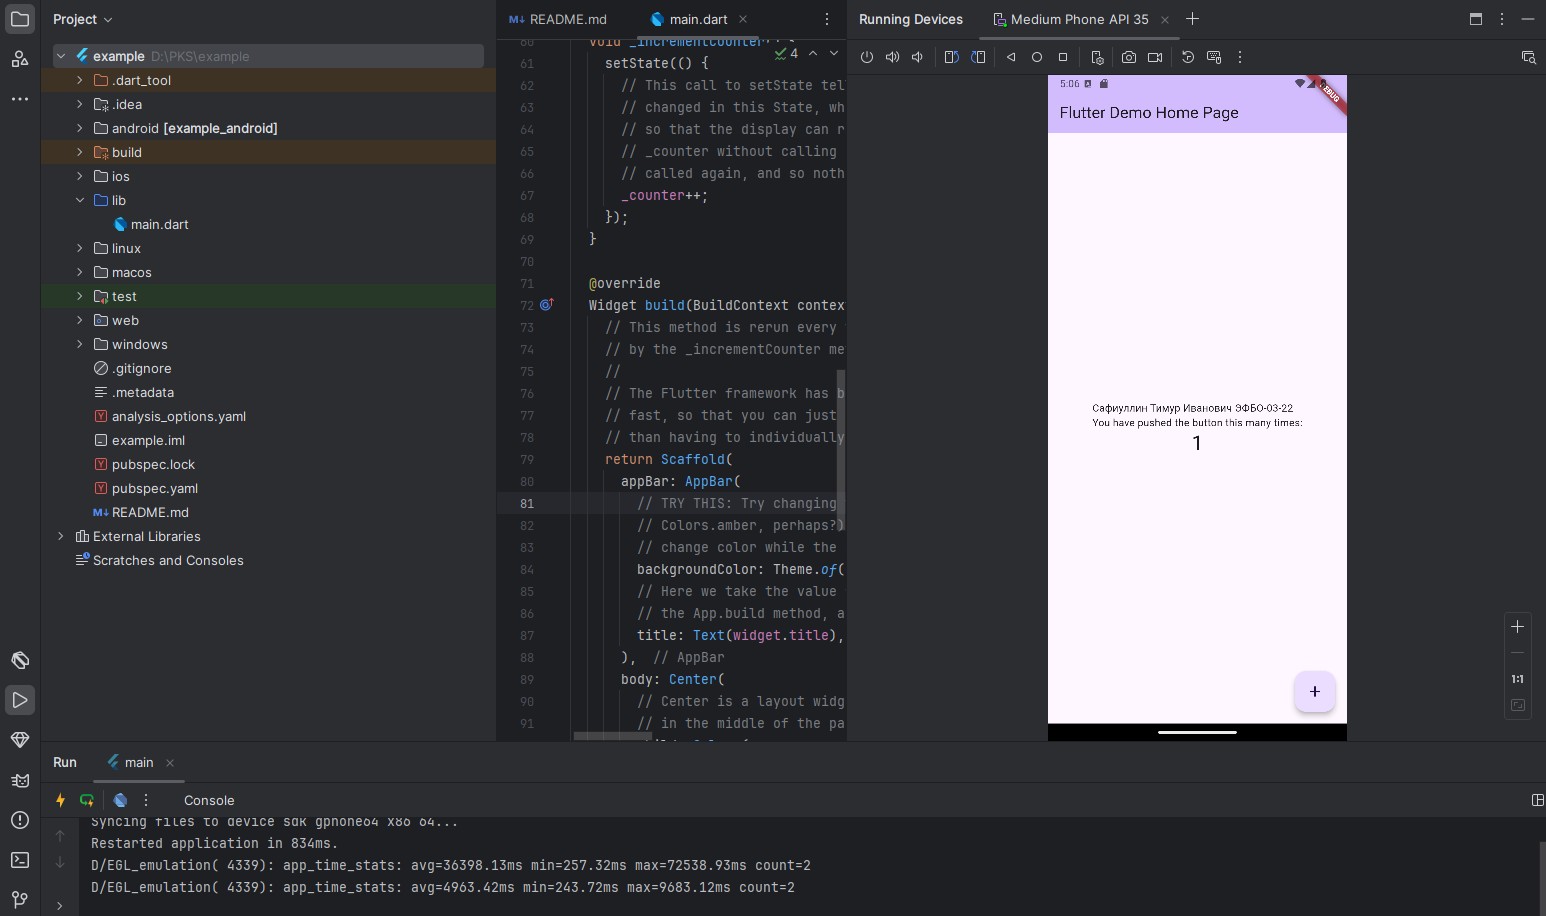 Project
example D:\PKS\example
.dart_tool
.idea
android [example_android]
build
ios
lib
main.dart
linux
macos
test
web
windows
.gitignore
.metadata
analysis_options.yaml
example.iml
pubspec.lock
pubspec.yaml
README.md
External Libraries
Scratches and Consoles
README.md
main.dart
4
60 void _incrementCounter() {
61 setState(() {
62 // This call to setState tel
63 // changed in this State, wh
64 // so that the display can r
65 // _counter without calling
66 // called again, and so noth
67 _counter++;
68 });
69 }
70
71 @override
72 Widget build(BuildContext contex
73 // This method is rerun every
74 // by the _incrementCounter me
75 //
76 // The Flutter framework has b
77 // fast, so that you can just
78 // than having to individually
79 return Scaffold(
80 appBar: AppBar(
81 // TRY THIS: Try changing
82 // Colors.amber, perhaps?)
83 // change color while the
84 backgroundColor: Theme.of(
85 // Here we take the value
86 // the App.build method, a
87 title: Text(widget.title),
88 ), // AppBar
89 body: Center(
90 // Center is a layout widg
91 // in the middle of the pa
Running Devices
Medium Phone API 35
5:06
Flutter Demo Home Page
Сафиуллин Тимур Иванович ЭФБО-03-22
You have pushed the button this many times:
1
+
1:1
Run
main
Console
Syncing files to device sdk gphone64 x86 64...
Restarted application in 834ms.
D/EGL_emulation( 4339): app_time_stats: avg=36398.13ms min=257.32ms max=72538.93ms count=2
D/EGL_emulation( 4339): app_time_stats: avg=4963.42ms min=243.72ms max=9683.12ms count=2